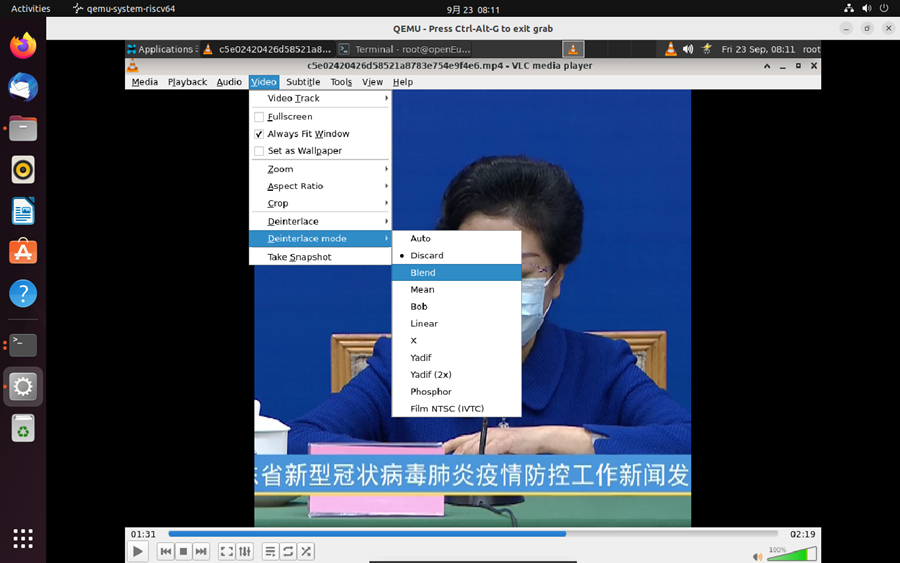 Activities
qemu-system-riscv64
9月 23 08:11
QEMU - Press Ctrl-Alt-G to exit grab
Applications
c5e02420426d58521a8...
Terminal - root@openEu...
Fri 23 Sep, 08:11 root
c5e02420426d58521a8783e754e9f4e6.mp4 - VLC media player
Media Playback Audio Video Subtitle Tools View Help
Video Track
Fullscreen
Always Fit Window
Set as Wallpaper
Zoom
Aspect Ratio
Crop
Deinterlace
Deinterlace mode
Take Snapshot
Auto
Discard
Blend
Mean
Bob
Linear
X
Yadif
Yadif (2x)
Phosphor
Film NTSC (IVTC)
省新型冠状病毒肺炎疫情防控工作新闻发
01:31
02:19
100%